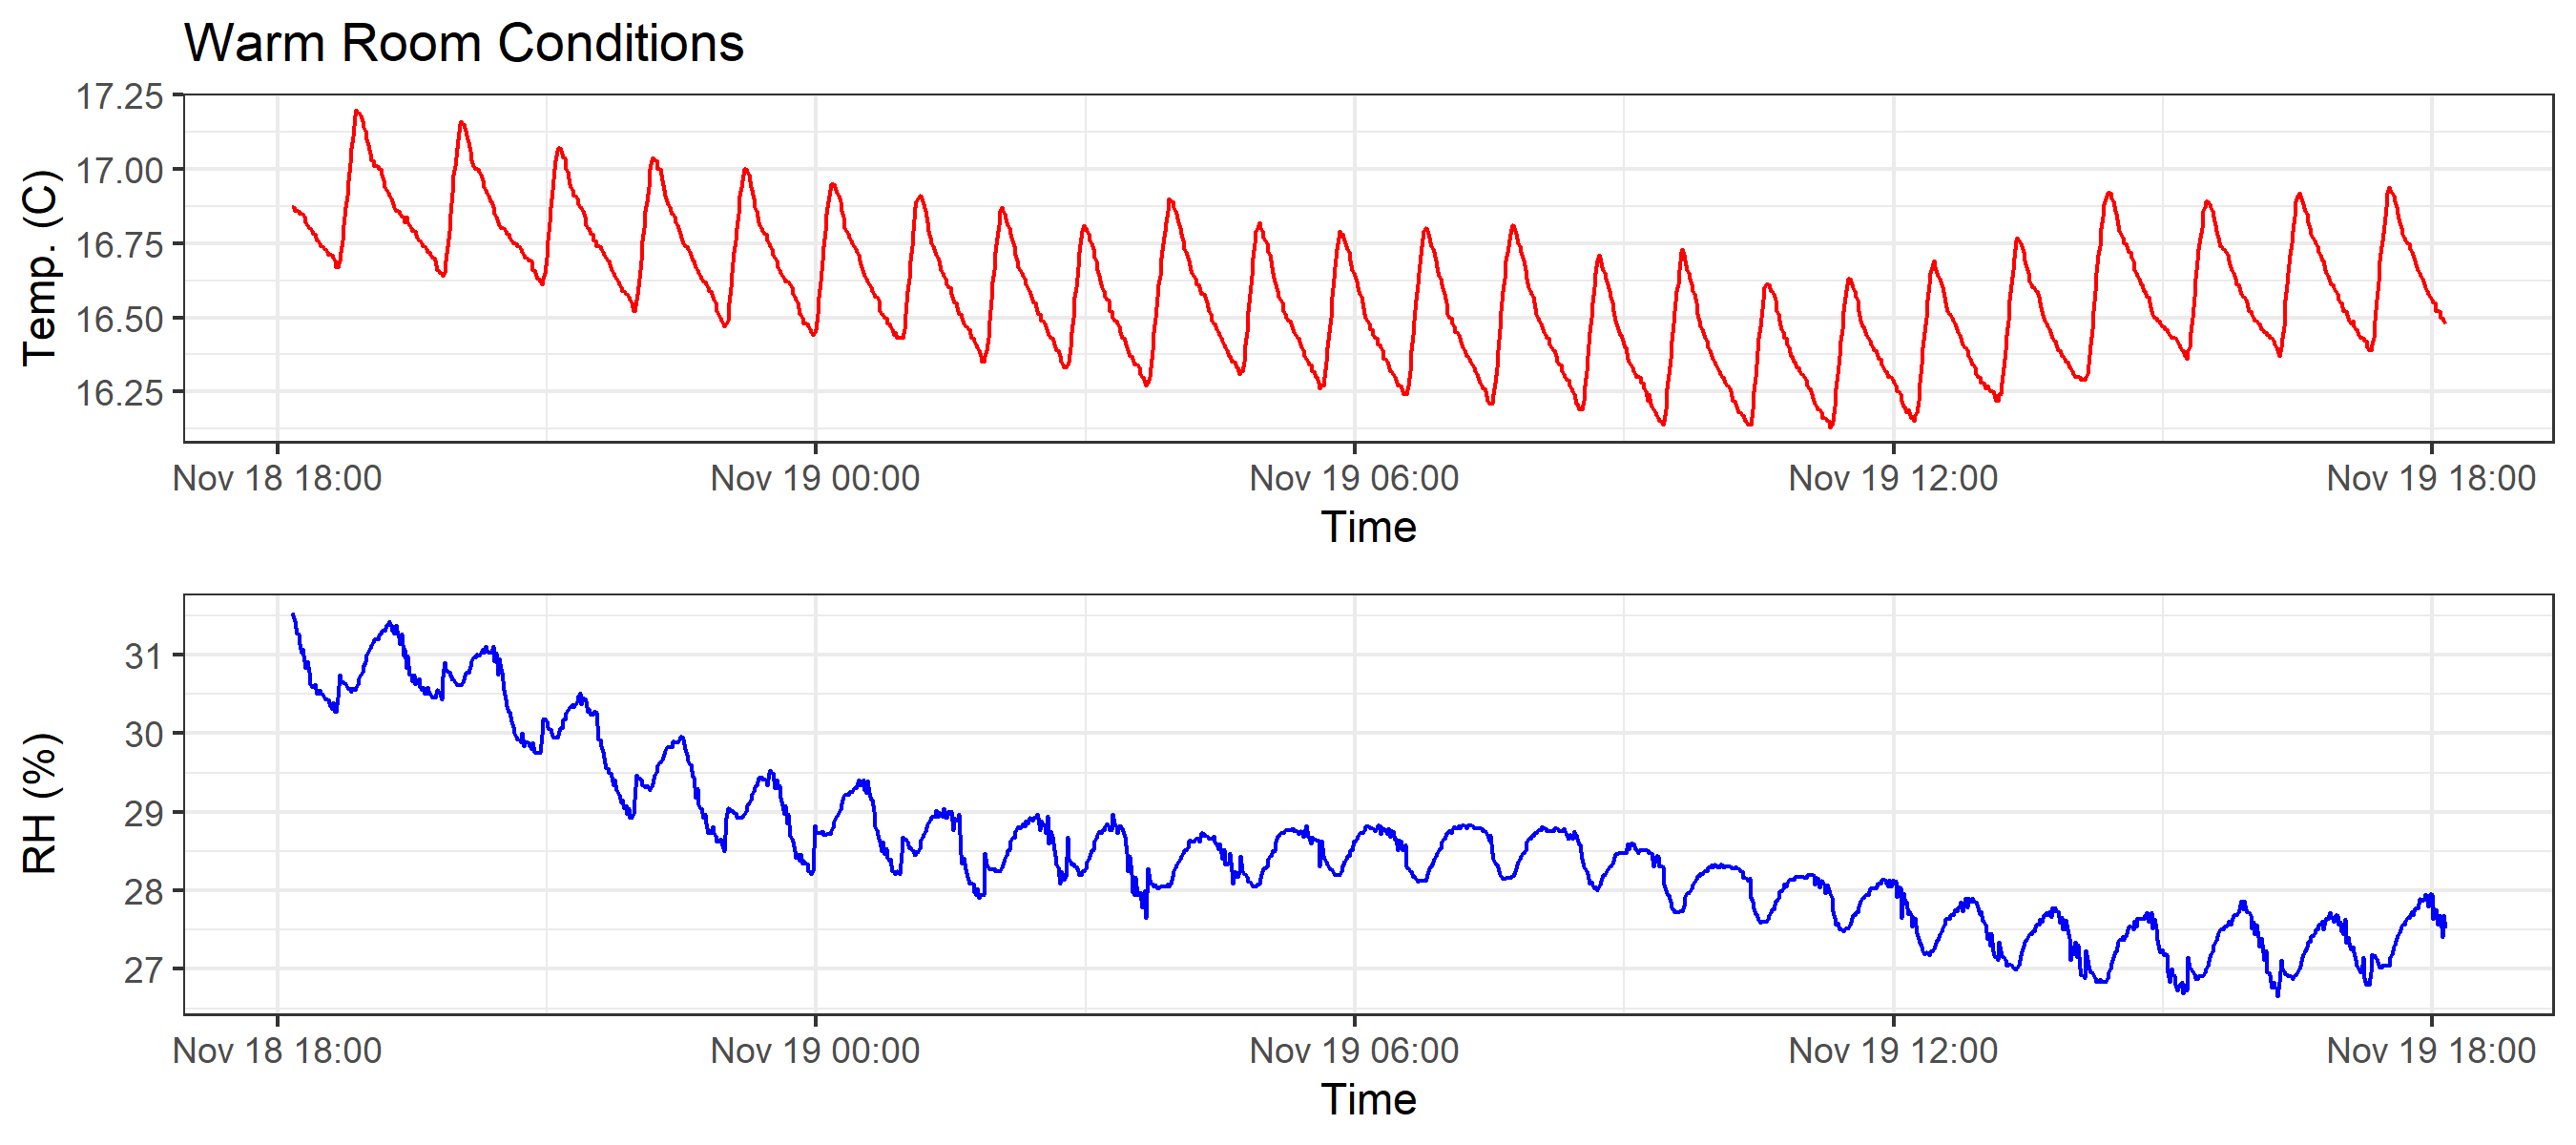 Warm Room Conditions
Temp. (C)
17.25
17.00
16.75
16.50
16.25
Nov 18 18:00 Nov 19 00:00 Nov 19 06:00 Nov 19 12:00 Nov 19 18:00
Time
RH (%)
31
30
29
28
27
Nov 18 18:00 Nov 19 00:00 Nov 19 06:00 Nov 19 12:00 Nov 19 18:00
Time